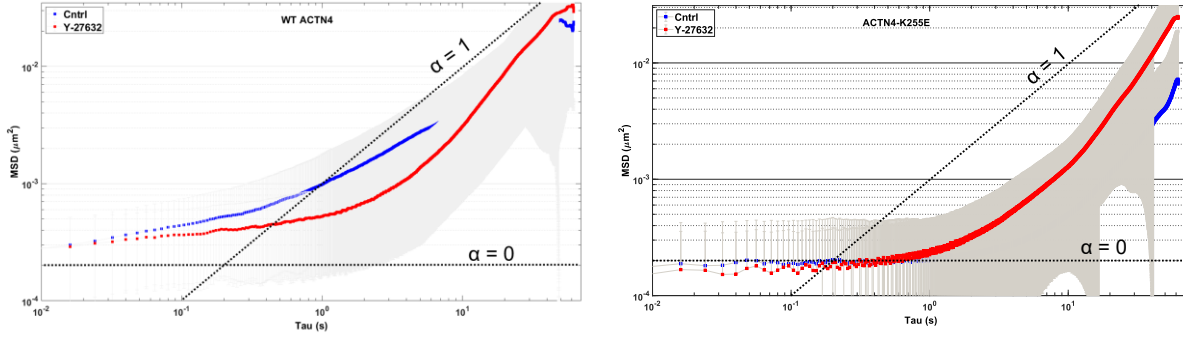 WT ACTN4
Cntrl
Y-27632
α = 1
α = 0
MSD (μm²)
10⁻²
10⁻³
10⁻⁴
10⁻² 10⁻¹ 10⁰ 10¹
Tau (s)
ACTN4-K255E
Cntrl
Y-27632
α = 1
α = 0
MSD (μm²)
10⁻²
10⁻³
10⁻⁴
10⁻² 10⁻¹ 10⁰ 10¹
Tau (s)